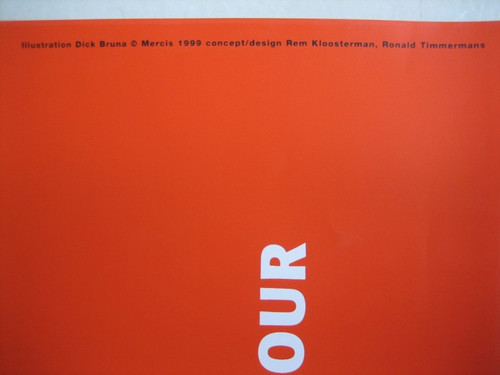 Illustration Dick Bruna © Mercis 1999 concept/design Rem Kloosterman, Ronald Timmermans
OUR